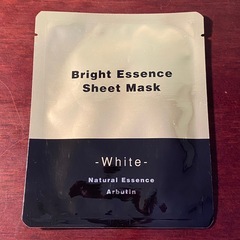 Bright Essence
Sheet Mask
-White-
Natural Essence
Arbutin